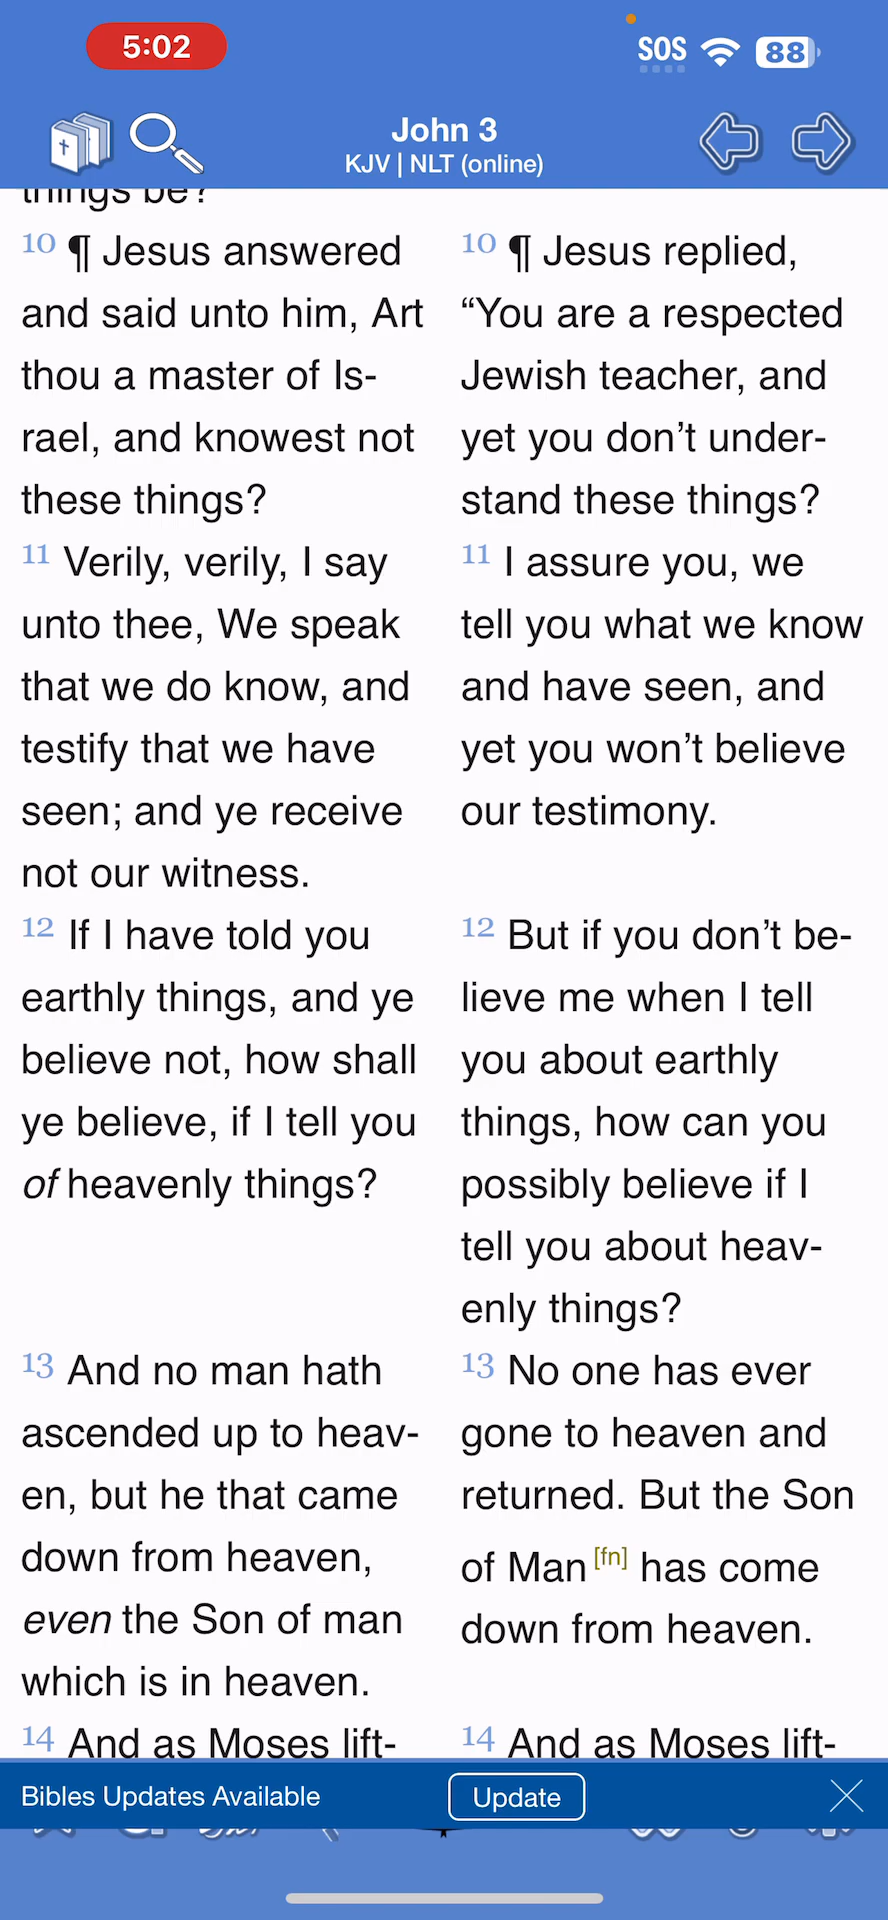 5:02
SOS
88
John 3
KJV | NLT (online)
things be?
10 ¶ Jesus answered
and said unto him, Art
thou a master of Is-
rael, and knowest not
these things?
11 Verily, verily, I say
unto thee, We speak
that we do know, and
testify that we have
seen; and ye receive
not our witness.
12 If I have told you
earthly things, and ye
believe not, how shall
ye believe, if I tell you
of heavenly things?
13 And no man hath
ascended up to heav-
en, but he that came
down from heaven,
even the Son of man
which is in heaven.
14 And as Moses lift-
10 ¶ Jesus replied,
“You are a respected
Jewish teacher, and
yet you don’t under-
stand these things?
11 I assure you, we
tell you what we know
and have seen, and
yet you won’t believe
our testimony.
12 But if you don’t be-
lieve me when I tell
you about earthly
things, how can you
possibly believe if I
tell you about heav-
enly things?
13 No one has ever
gone to heaven and
returned. But the Son
of Man [fn] has come
down from heaven.
14 And as Moses lift-
Bibles Updates Available
Update